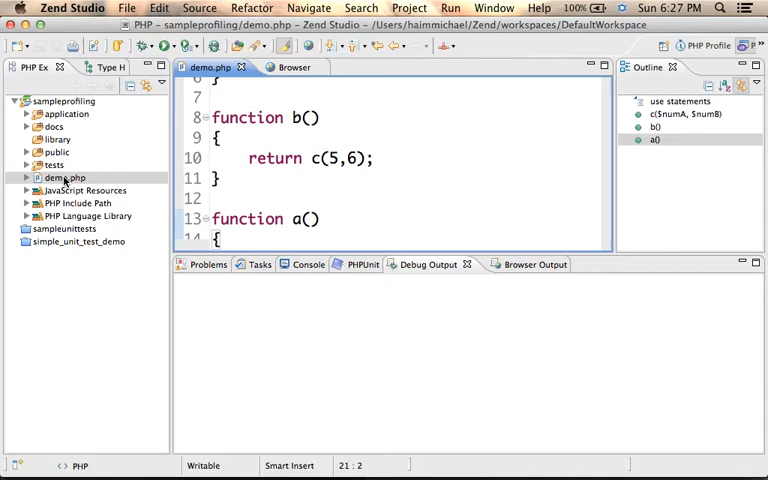 Zend Studio File Edit Source Refactor Navigate Search Project Run Window Help 100% Sun 6:27 PM
PHP - sampleprofiling/demo.php - Zend Studio - /Users/haimmichael/Zend/workspaces/DefaultWorkspace
PHP Profile P
PHP Ex Type H
demo.php Browser
Outline
sampleprofiling
application
docs
library
public
tests
demo.php
JavaScript Resources
PHP Include Path
PHP Language Library
sampleunittests
simple_unit_test_demo
6 }
7
8 function b()
9 {
10 return c(5,6);
11 }
12
13 function a()
14 {
use statements
c($numA, $numB)
b()
a()
Problems Tasks Console PHPUnit Debug Output Browser Output
PHP Writable Smart Insert 21 : 2